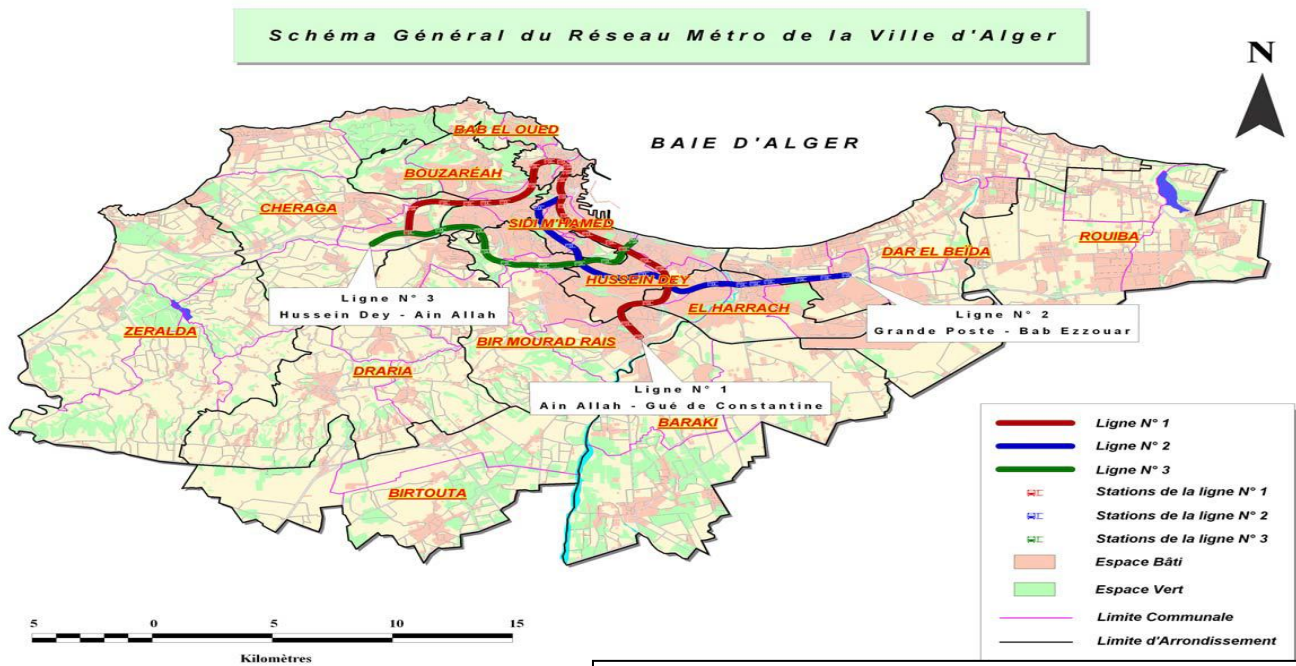 Schéma Général du Réseau Métro de la Ville d'Alger
N
BAIE D'ALGER
BAB EL OUED
BOUZARÉAH
CHERAGA
SIDI M'HAMED
ROUIBA
DAR EL BEÏDA
HUSSEIN DEY
EL HARRACH
Ligne N° 3
Hussein Dey - Ain Allah
Ligne N° 2
Grande Poste - Bab Ezzouar
ZERALDA
BIR MOURAD RAIS
DRARIA
Ligne N° 1
Ain Allah - Gué de Constantine
BARAKI
BIRTOUTA
Ligne N° 1
Ligne N° 2
Ligne N° 3
Stations de la ligne N° 1
Stations de la ligne N° 2
Stations de la ligne N° 3
Espace Bâti
Espace Vert
Limite Communale
Limite d'Arrondissement
5 0 5 10 15
Kilomètres